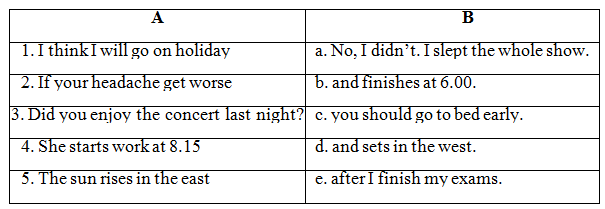 A B
1. I think I will go on holiday a. No, I didn’t. I slept the whole show.
2. If your headache get worse b. and finishes at 6.00.
3. Did you enjoy the concert last night? c. you should go to bed early.
4. She starts work at 8.15 d. and sets in the west.
5. The sun rises in the east e. after I finish my exams.